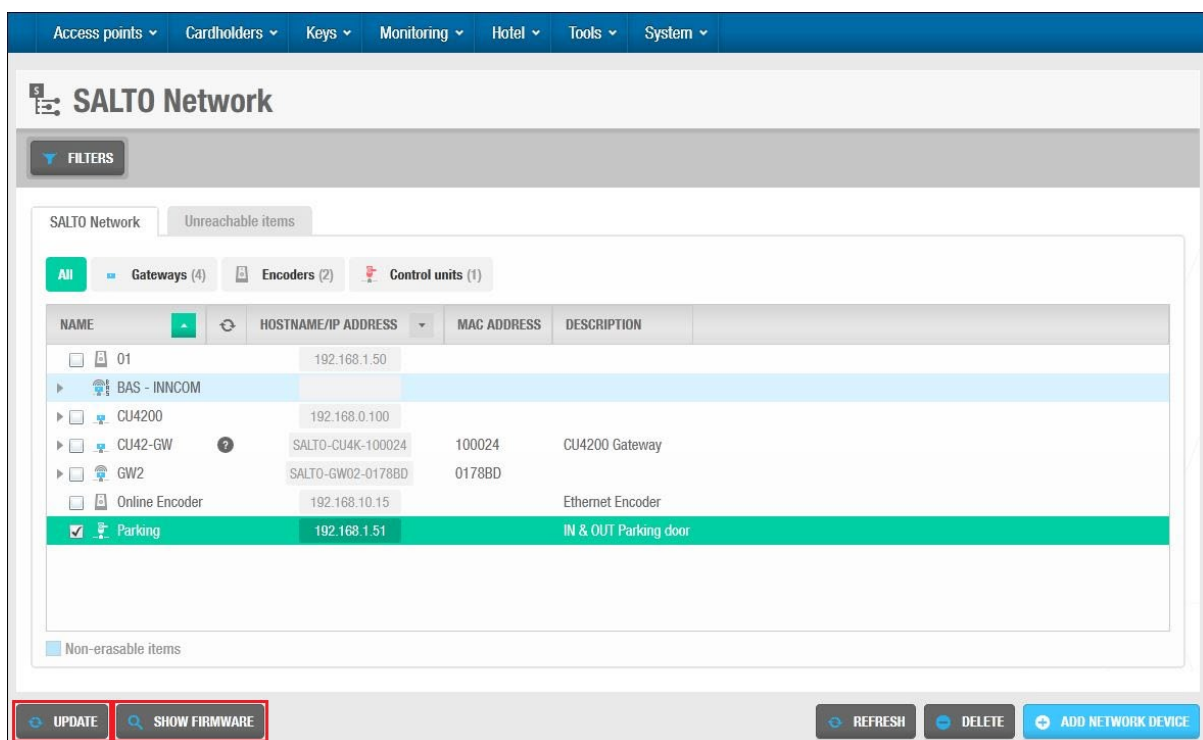 Access points Cardholders Keys Monitoring Hotel Tools System
SALTO Network
FILTERS
SALTO Network Unreachable items
All Gateways (4) Encoders (2) Control units (1)
NAME HOSTNAME/IP ADDRESS MAC ADDRESS DESCRIPTION
01 192.168.1.50
BAS - INNCOM
CU4200 192.168.0.100
CU42-GW ? SALTO-CU4K-100024 100024 CU4200 Gateway
GW2 SALTO-GW02-0178BD 0178BD
Online Encoder 192.168.10.15 Ethernet Encoder
Parking 192.168.1.51 IN & OUT Parking door
Non-erasable items
UPDATE SHOW FIRMWARE REFRESH DELETE ADD NETWORK DEVICE